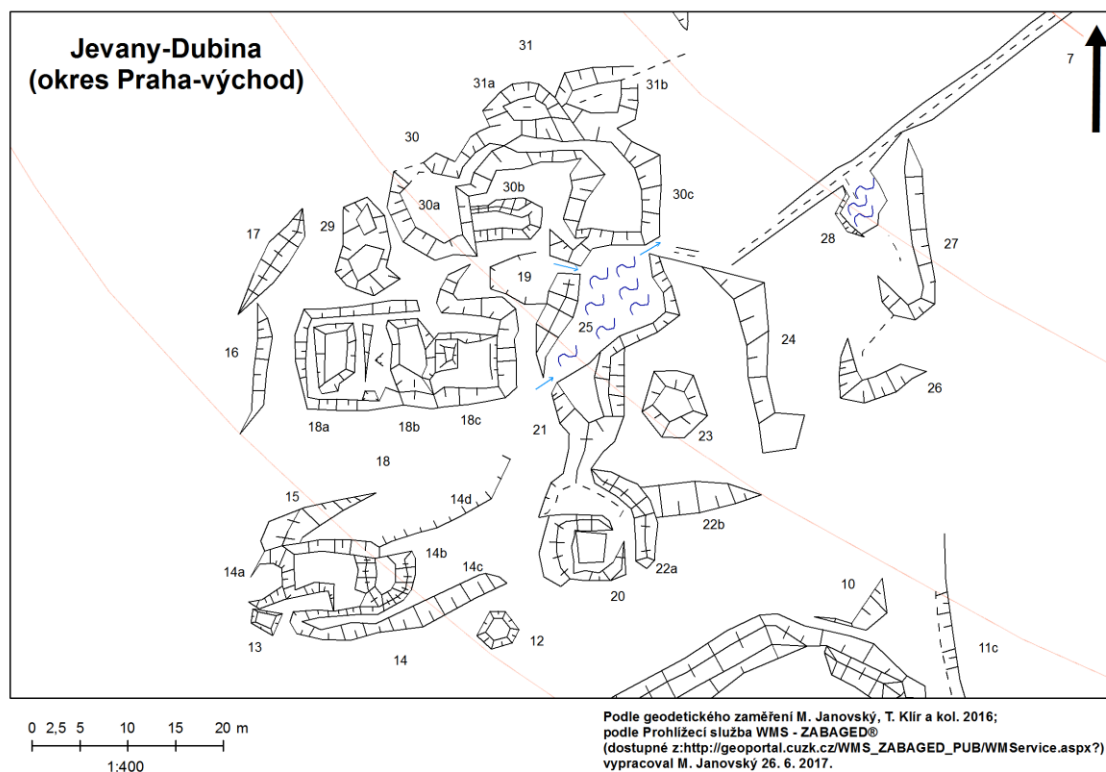 Jevany-Dubina
(okres Praha-východ)
31
7
31a
31b
30
30a
30b
30c
28
27
17
29
19
25
24
16
26
18a
18b
18c
21
23
18
15
14d
22b
14a
14b
14c
22a
20
10
13
12
14
11c
0 2,5 5 10 15 20 m
1:400
Podle geodetického zaměření M. Janovský, T. Klír a kol. 2016;
podle Prohlížecí služba WMS - ZABAGED®
(dostupné z:http://geoportal.cuzk.cz/WMS_ZABAGED_PUB/WMService.aspx?)
vypracoval M. Janovský 26. 6. 2017.